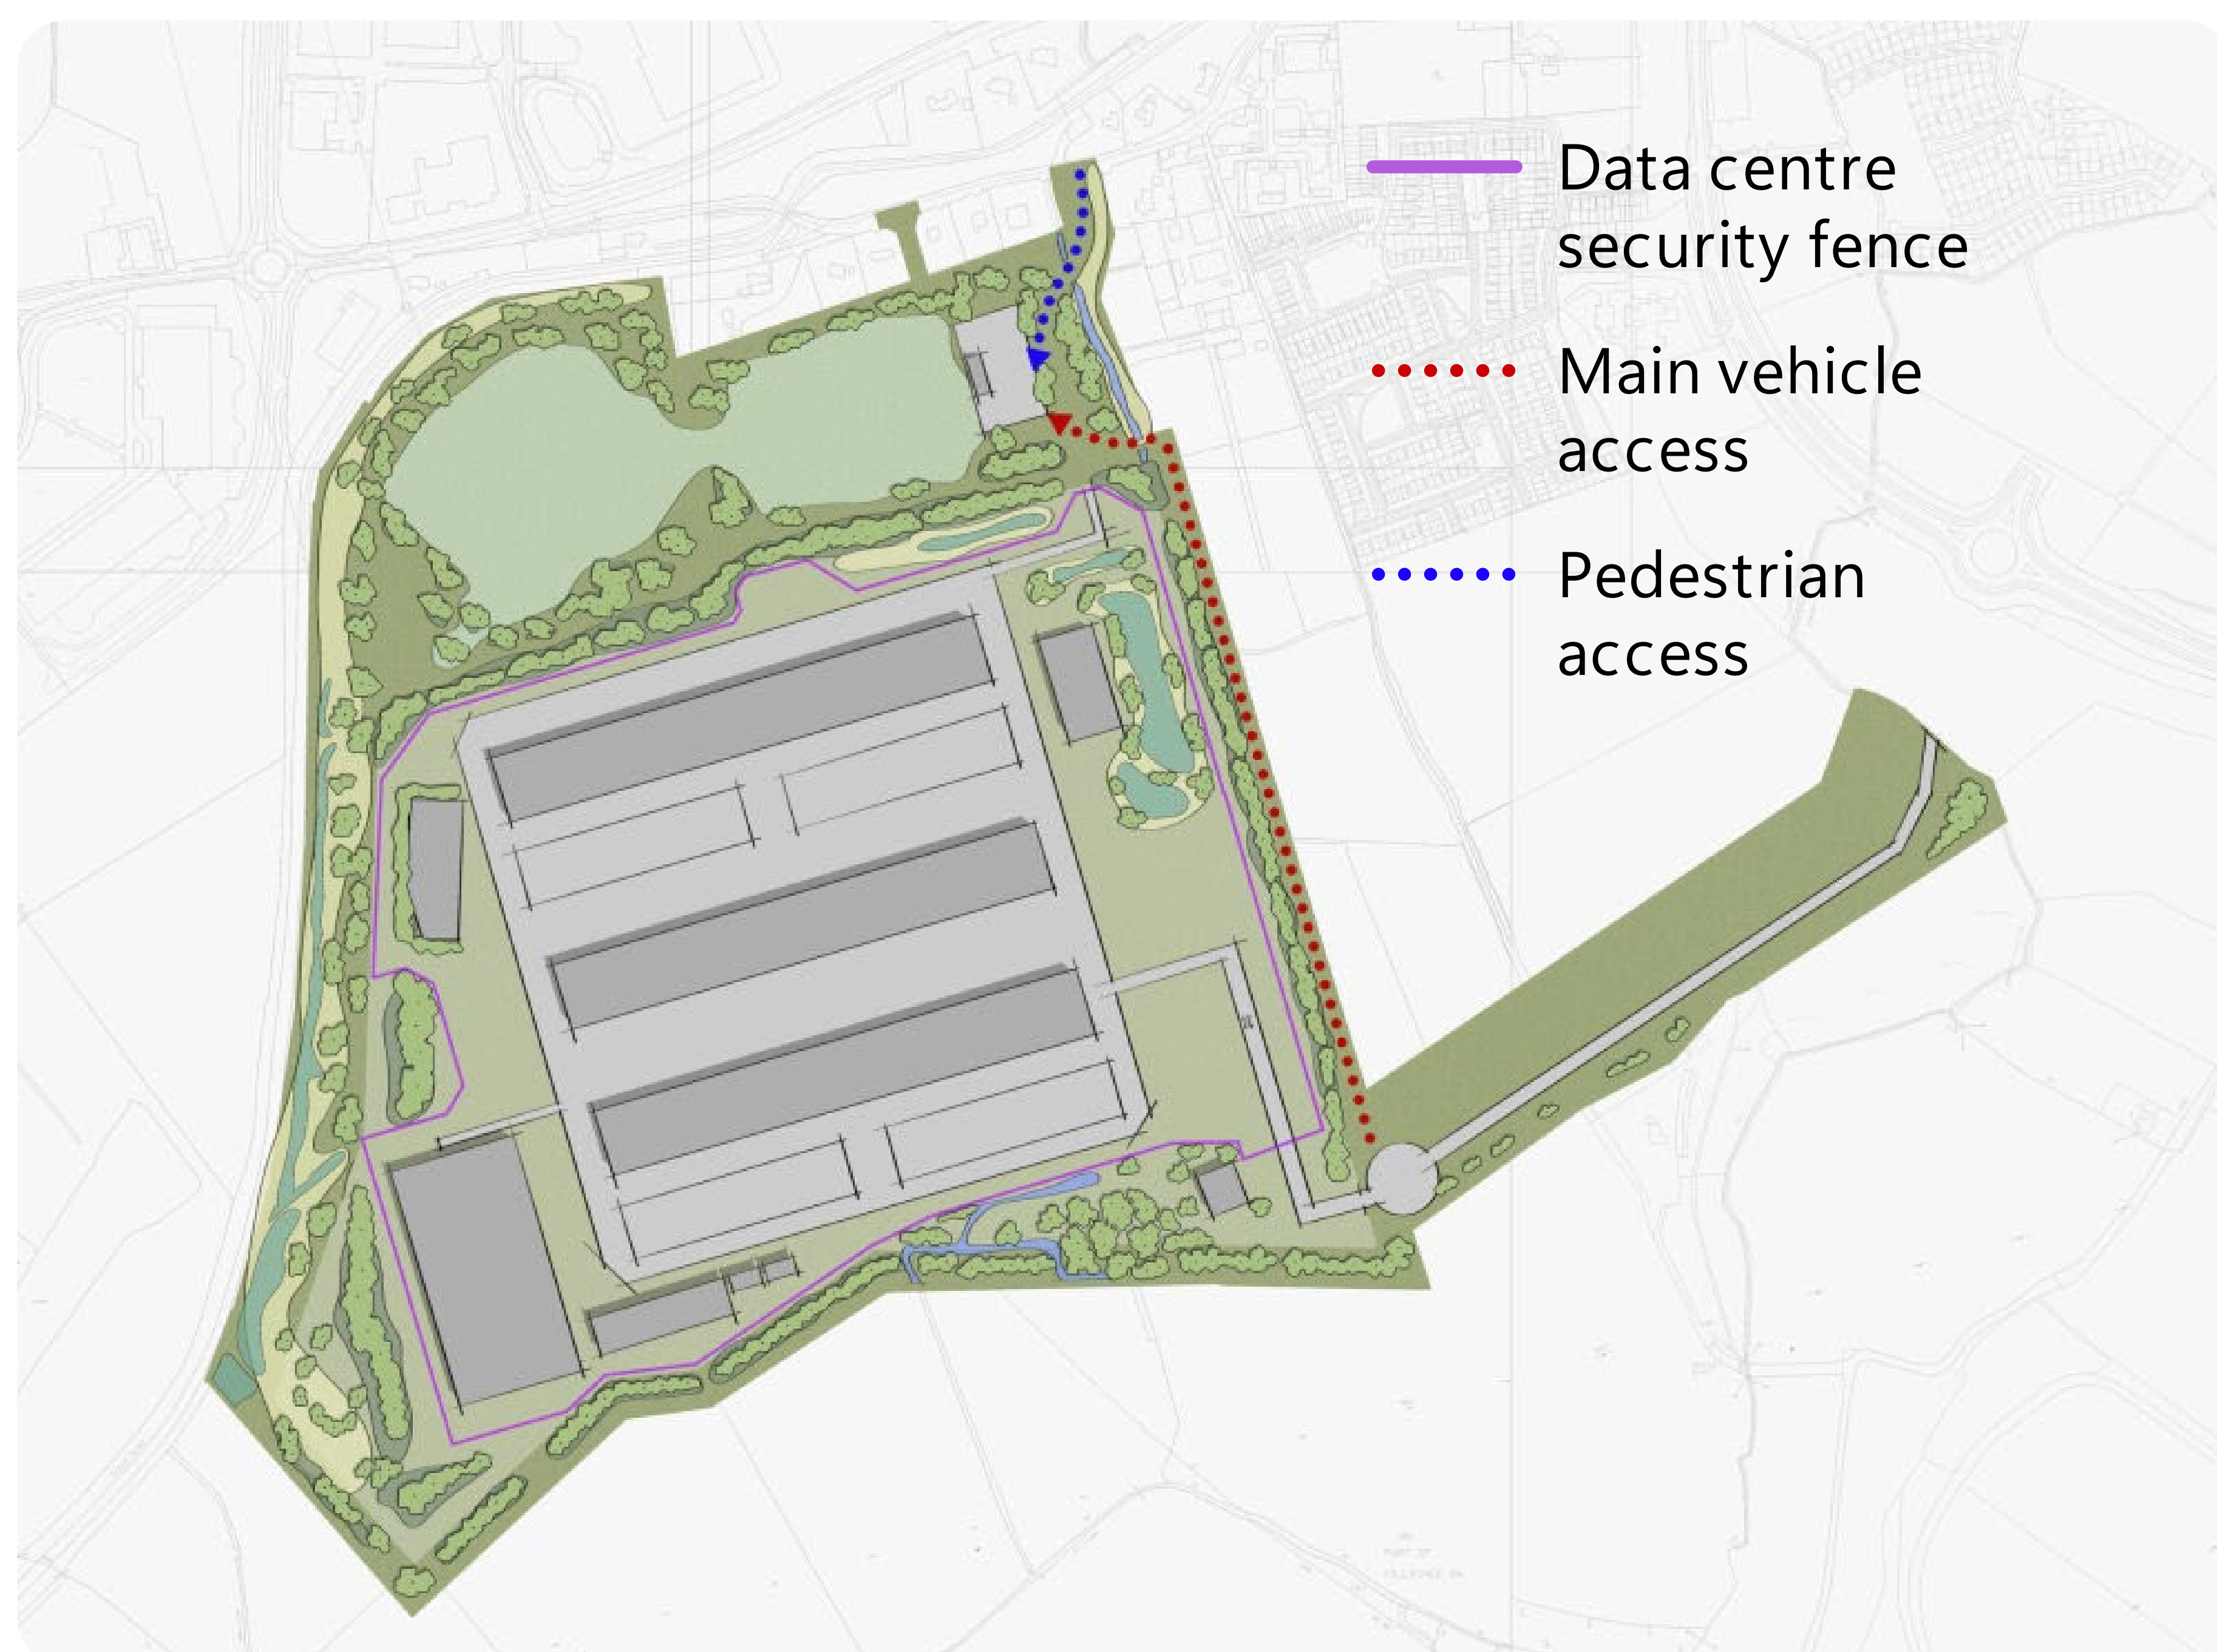 Data centre
security fence
Main vehicle
access
Pedestrian
access